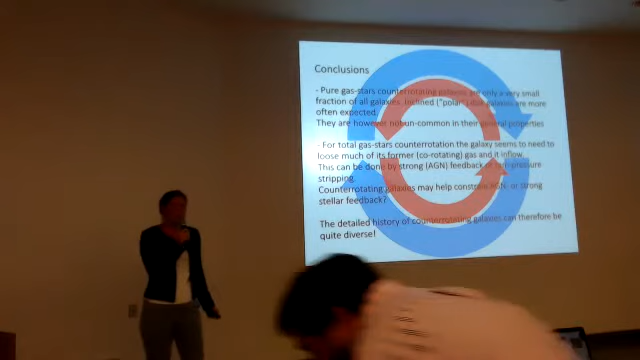 Conclusions
- Pure gas-stars counterrotating systems are only a very small
fraction of all galaxies, inclined ("polar") disk galaxies are more
often expected.
They are however not un-common in their general properties
- For total gas-stars counterrotation the galaxy seems to need to
loose much of its former (co-rotating) gas and it inflow.
This can be done by strong (AGN) feedback or ram-pressure
stripping.
Counterrotating galaxies may help constrain AGN, or strong
stellar feedback?
The detailed history of counterrotating galaxies can therefore be
quite diverse!